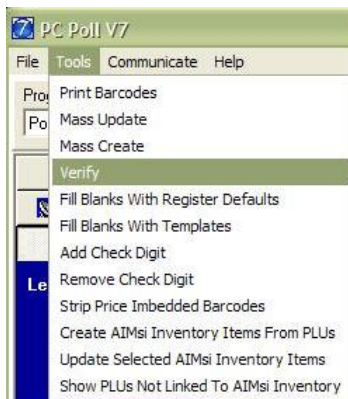 PC Poll V7
File Tools Communicate Help
Print Barcodes
Mass Update
Mass Create
Verify
Fill Blanks With Register Defaults
Fill Blanks With Templates
Add Check Digit
Remove Check Digit
Strip Price Imbedded Barcodes
Create AIMsi Inventory Items From PLUs
Update Selected AIMsi Inventory Items
Show PLUs Not Linked To AIMsi Inventory